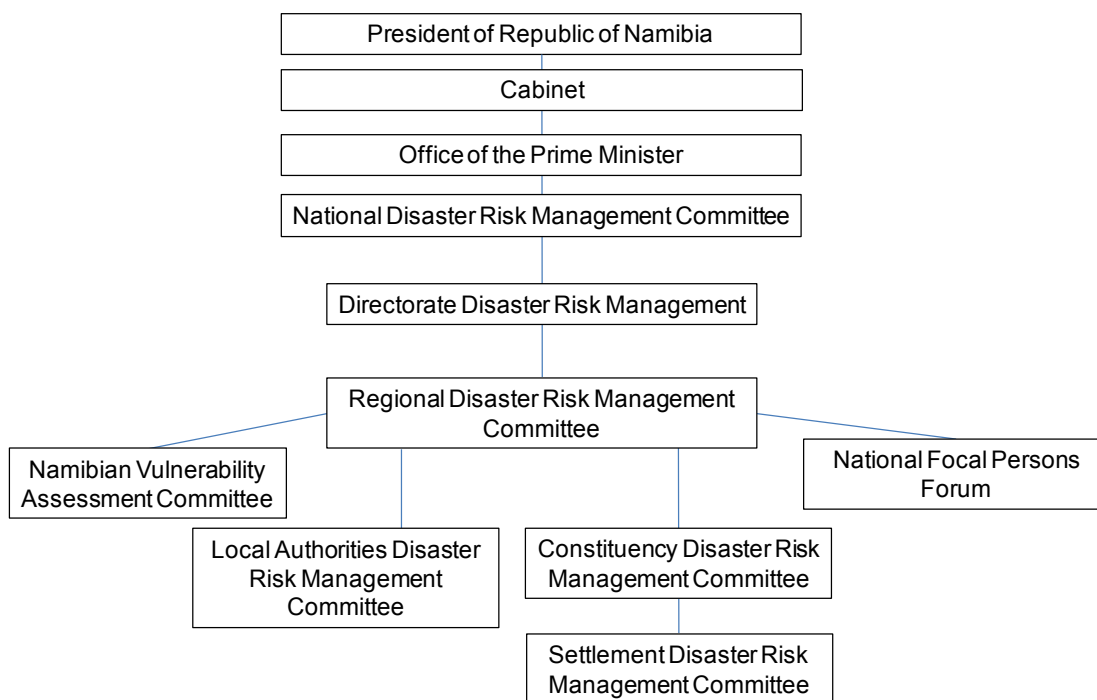 President of Republic of Namibia
Cabinet
Office of the Prime Minister
National Disaster Risk Management Committee
Directorate Disaster Risk Management
Regional Disaster Risk Management
Committee
Namibian Vulnerability
Assessment Committee
National Focal Persons
Forum
Local Authorities Disaster
Risk Management
Committee
Constituency Disaster Risk
Management Committee
Settlement Disaster Risk
Management Committee